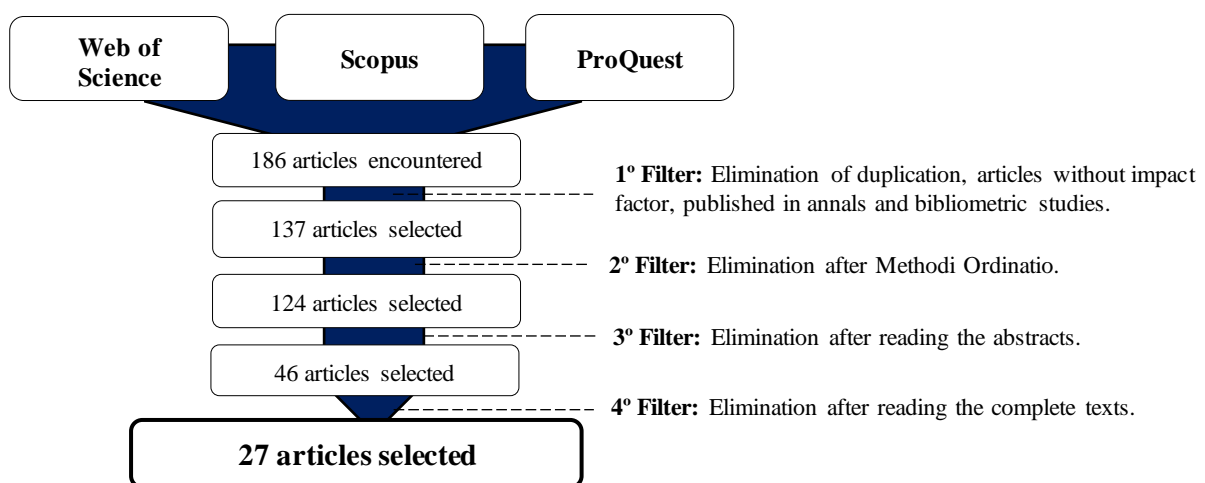 Web of
Science
Scopus
ProQuest
186 articles encountered
1º Filter: Elimination of duplication, articles without impact
factor, published in annals and bibliometric studies.
137 articles selected
2º Filter: Elimination after Methodi Ordinatio.
124 articles selected
3º Filter: Elimination after reading the abstracts.
46 articles selected
4º Filter: Elimination after reading the complete texts.
27 articles selected